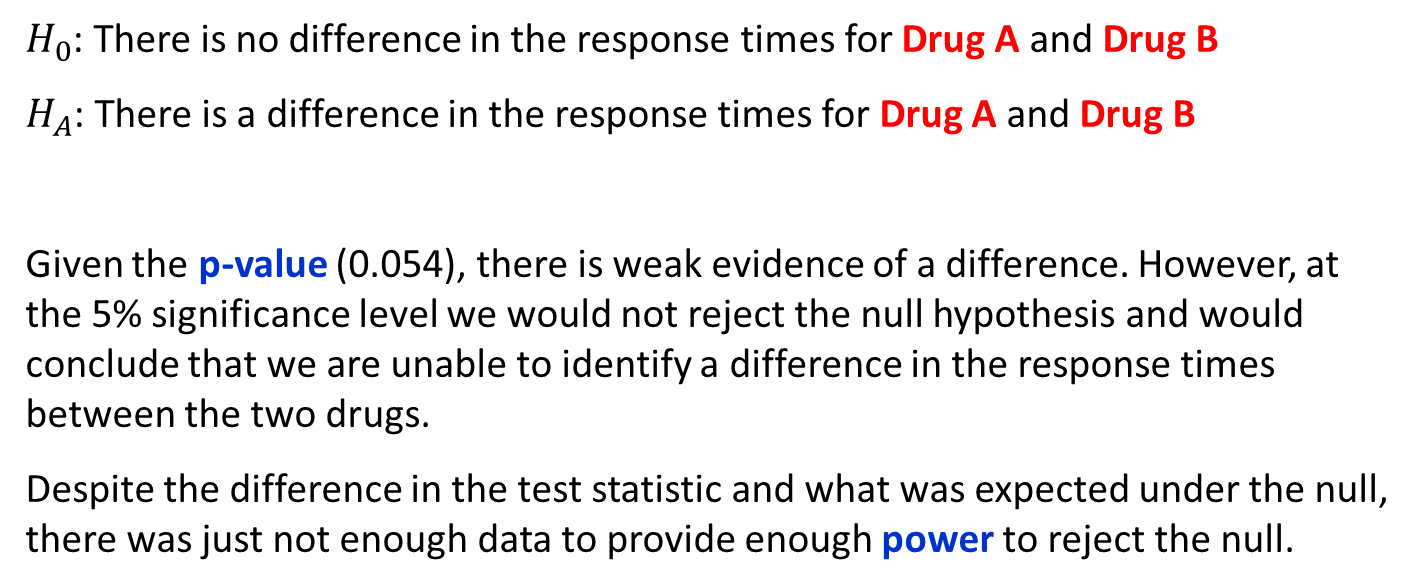 H₀: There is no difference in the response times for Drug A and Drug B
H_A: There is a difference in the response times for Drug A and Drug B
Given the p-value (0.054), there is weak evidence of a difference. However, at
the 5% significance level we would not reject the null hypothesis and would
conclude that we are unable to identify a difference in the response times
between the two drugs.
Despite the difference in the test statistic and what was expected under the null,
there was just not enough data to provide enough power to reject the null.